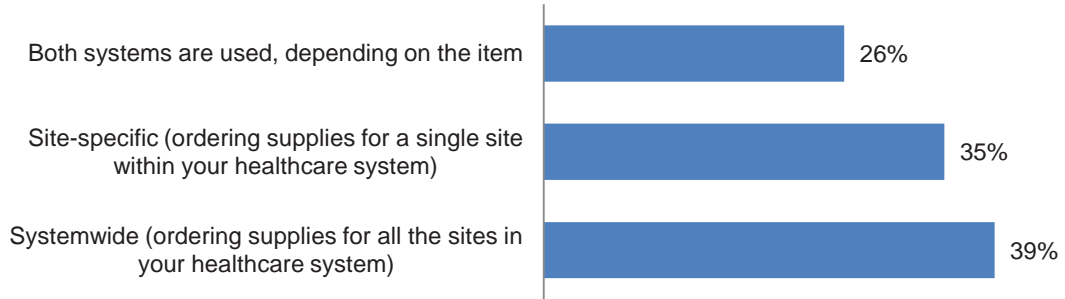 Both systems are used, depending on the item
26%
Site-specific (ordering supplies for a single site
within your healthcare system)
35%
Systemwide (ordering supplies for all the sites in
your healthcare system)
39%